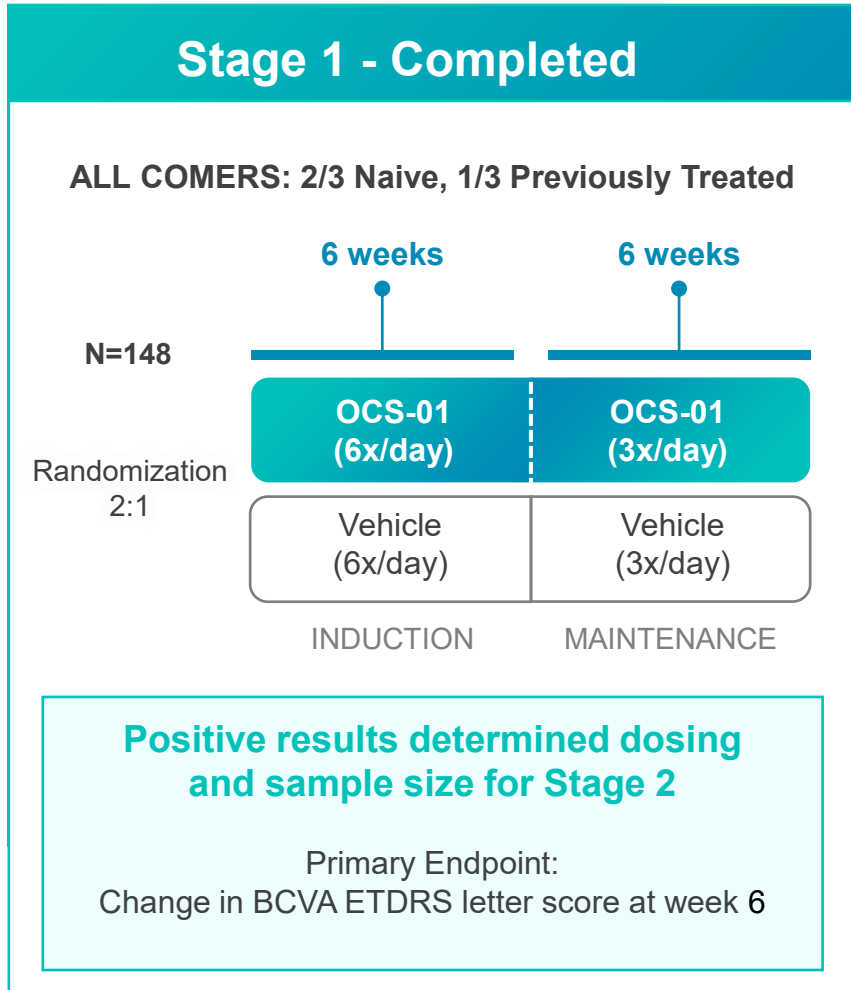 Stage 1 - Completed
ALL COMERS: 2/3 Naive, 1/3 Previously Treated
6 weeks
6 weeks
N=148
Randomization
2:1
OCS-01
(6x/day)
OCS-01
(3x/day)
Vehicle
(6x/day)
Vehicle
(3x/day)
INDUCTION
MAINTENANCE
Positive results determined dosing
and sample size for Stage 2
Primary Endpoint:
Change in BCVA ETDRS letter score at week 6